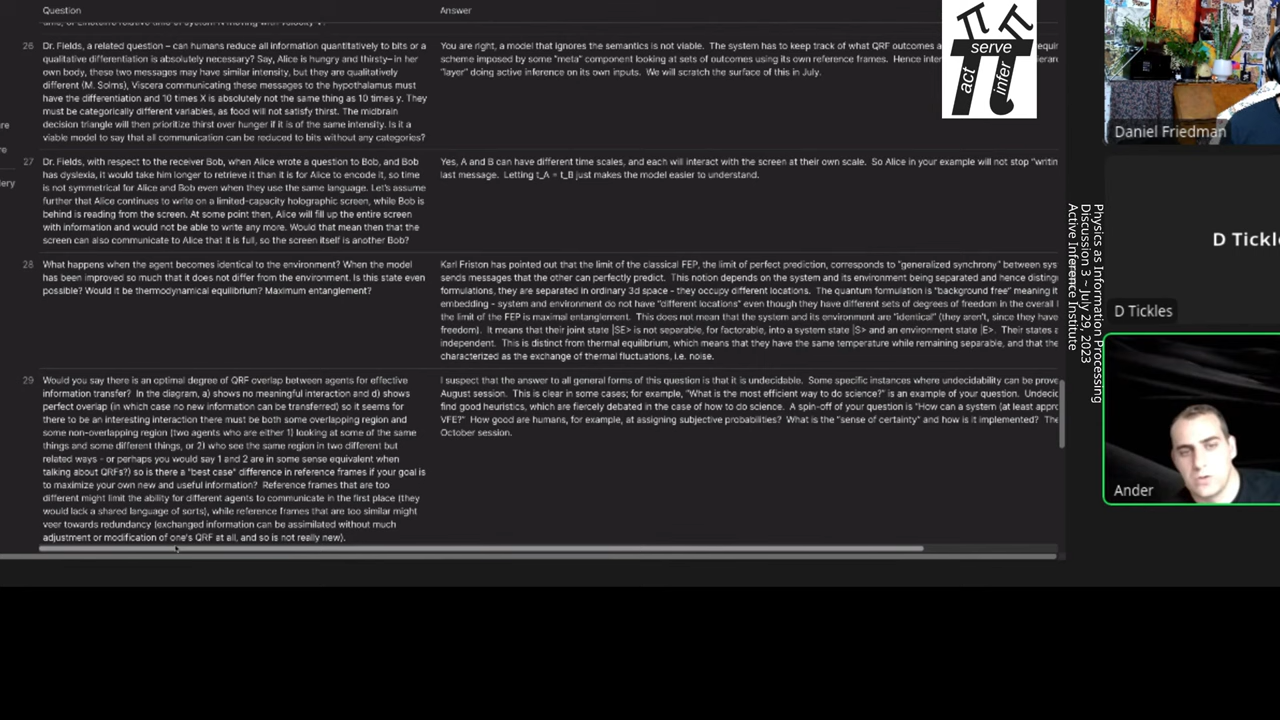 Question
Answer
26
Dr. Fields, a related question – can humans reduce all information quantitatively to bits or a
qualitative differentiation is absolutely necessary? Say, Alice is hungry and thirsty–in her
own body, these two messages may have similar intensity, but they are qualitatively
different (M. Solms), Viscera communicating these messages to the hypothalamus must
have the differentiation and 10 times X is absolutely not the same thing as 10 times y. They
must be categorically different variables, as food will not satisfy thirst. The midbrain
decision triangle will then prioritize thirst over hunger if it is of the same intensity. Is it a
viable model to say that all communication can be reduced to bits without any categories?
You are right, a model that ignores the semantics is not viable. The system has to keep track of what QRF outcomes a
scheme imposed by some "meta" component looking at sets of outcomes using its own reference frames. Hence inter
"layer" doing active inference on its own inputs. We will scratch the surface of this in July.
27
Dr. Fields, with respect to the receiver Bob, when Alice wrote a question to Bob, and Bob
has dyslexia, it would take him longer to retrieve it than it is for Alice to encode it, so time
is not symmetrical for Alice and Bob even when they use the same language. Let's assume
further that Alice continues to write on a limited-capacity holographic screen, while Bob is
behind is reading from the screen. At some point then, Alice will fill up the entire screen
with information and would not be able to write any more. Would that mean then that the
screen can also communicate to Alice that it is full, so the screen itself is another Bob?
Yes, A and B can have different time scales, and each will interact with the screen at their own scale. So Alice in your example will not stop "writin
last message. Letting t_A = t_B just makes the model easier to understand.
28
What happens when the agent becomes identical to the environment? When the model
has been improved so much that it does not differ from the environment. Is this state even
possible? Would it be thermodynamical equilibrium? Maximum entanglement?
Karl Friston has pointed out that the limit of the classical FEP, the limit of perfect prediction, corresponds to "generalized synchrony" between sys
sends messages that the other can perfectly predict. This notion depends on the system and its environment being separated and hence disting
formulations, they are separated in ordinary 3d space - they occupy different locations. The quantum formulation is "background free" meaning it
embedding - system and environment do not have "different locations" even though they have different sets of degrees of freedom in the overall
the limit of the FEP is maximal entanglement. This does not mean that the system and its environment are "identical" (they aren't, since they have
freedom). It means that their joint state |SE> is not separable, for factorable, into a system state |S> and an environment state |E>. Their states a
independent. This is distinct from thermal equilibrium, which means that they have the same temperature while remaining separable, and that the
characterized as the exchange of thermal fluctuations, i.e. noise.
29
Would you say there is an optimal degree of QRF overlap between agents for effective
information transfer? In the diagram, a) shows no meaningful interaction and d) shows
perfect overlap (in which case no new information can be transferred) so it seems for
there to be an interesting interaction there must be both some overlapping region and
some non-overlapping region (two agents who are either 1) looking at some of the same
things and some different things, or 2) who see the same region in two different but
related ways - or perhaps you would say 1 and 2 are in some sense equivalent when
talking about QRFs?) so is there a "best case" difference in reference frames if your goal is
to maximize your own new and useful information? Reference frames that are too
different might limit the ability for different agents to communicate in the first place (they
would lack a shared language of sorts), while reference frames that are too similar might
veer towards redundancy (exchanged information can be assimilated without much
adjustment or modification of one's QRF at all, and so is not really new).
I suspect that the answer to all general forms of this question is that it is undecidable. Some specific instances where undecidability can be prove
August session. This is clear in some cases; for example, "What is the most efficient way to do science?" is an example of your question. Undecid
find good heuristics, which are fiercely debated in the case of how to do science. A spin-off of your question is "How can a system (at least appro
VFE?" How good are humans, for example, at assigning subjective probabilities? What is the "sense of certainty" and how is it implemented? The
October session.
serve
act
infer
Physics as Information Processing
Discussion 3 ~ July 29, 2023
Active Inference Institute
Daniel Friedman
D Tickle
D Tickles
Ander